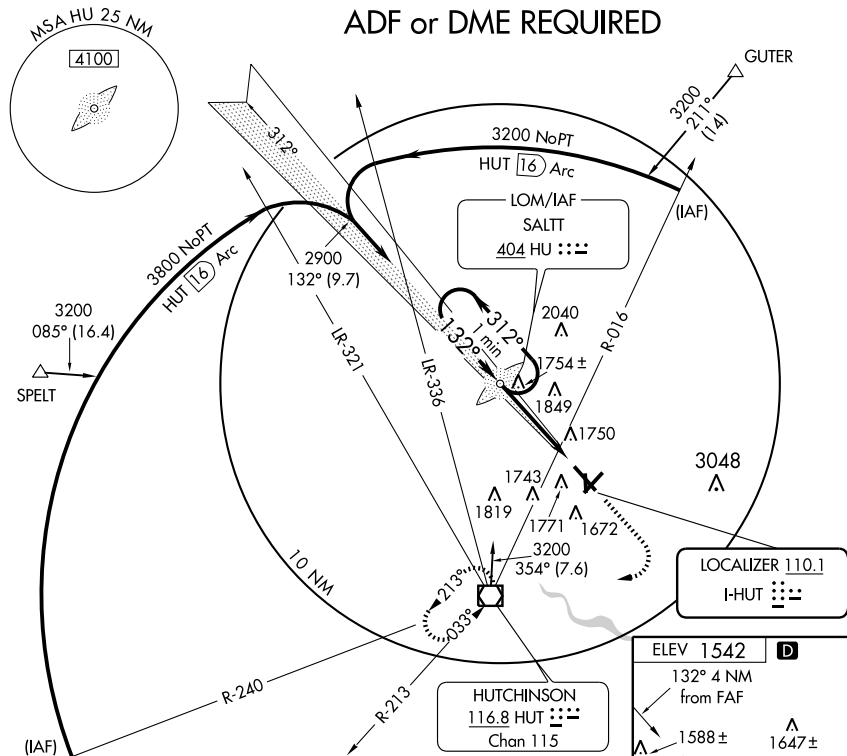 ADF or DME REQUIRED
MSA HU 25 NM
4100
GUTER
3200
211°
(14)
3200 NoPT
HUT 16 Arc
(IAF)
312°
LOM/IAF
SALTT
404 HU
2900
132° (9.7)
3800 NoPT
HUT 16 Arc
3200
085° (16.4)
SPELT
LR-321
LR-336
R-016
2040
312°
1 min
132°
1754 ±
1849
1750
3048
1743
1819
1771
1672
3200
354° (7.6)
LOCALIZER 110.1
I-HUT
10 NM
213°
033°
R-240
R-213
(IAF)
HUTCHINSON
116.8 HUT
Chan 115
ELEV 1542
D
132° 4 NM
from FAF
1588 ±
1647 ±